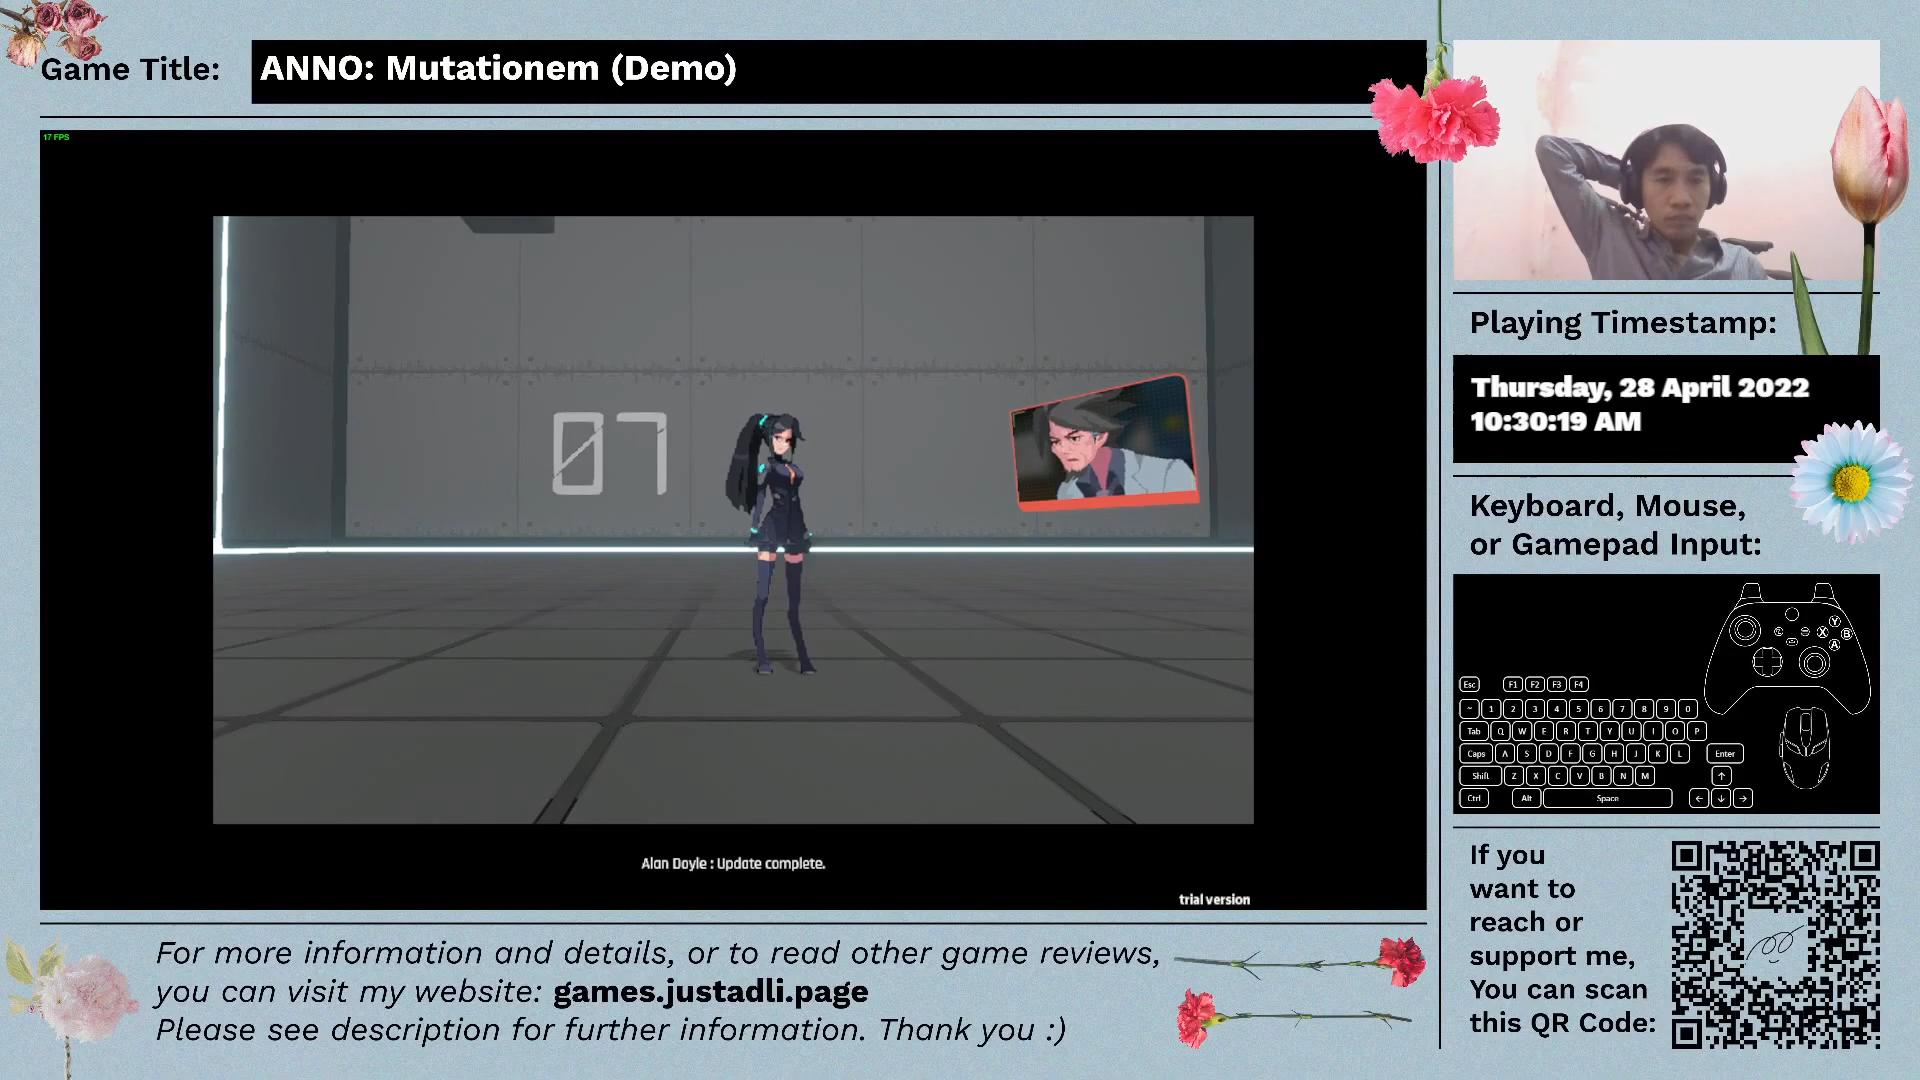 Game Title:
ANNO: Mutationem (Demo)
17 FPS
07
Alan Doyle : Update complete.
trial version
Playing Timestamp:
Thursday, 28 April 2022
10:30:19 AM
Keyboard, Mouse,
or Gamepad Input:
Y
X B
A
Esc F1 F2 F3 F4
~ 1 2 3 4 5 6 7 8 9 0
Tab Q W E R T Y U I O P
Caps A S D F G H J K L Enter
Shift Z X C V B N M ↑
Ctrl Alt Space ← ↓ →
If you
want to
reach or
support me,
You can scan
this QR Code:
For more information and details, or to read other game reviews,
you can visit my website: games.justadli.page
Please see description for further information. Thank you :)